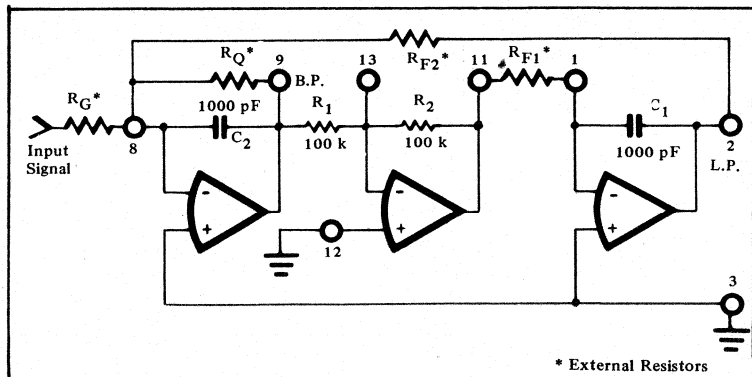 RF2*
RQ*
9
B.P.
13
11
RF1*
1
RG*
8
Input
Signal
1000 pF
C2
R1
100 k
R2
100 k
C1
1000 pF
2
L.P.
-
+
12
-
+
-
+
3
* External Resistors